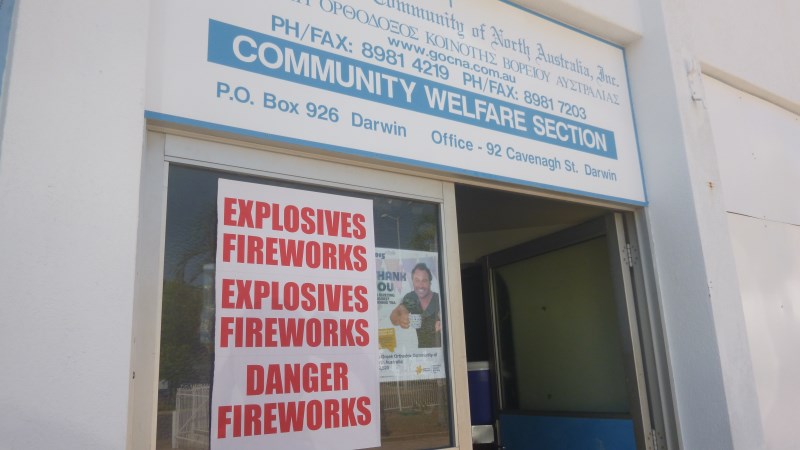 Community of North Australia, Inc.
ΟΡΘΟΔΟΞΟΣ ΚΟΙΝΟΤΗΣ ΒΟΡΕΙΟΥ ΑΥΣΤΡΑΛΙΑΣ
www.gocna.com.au
PH/FAX: 8981 4219 PH/FAX: 8981 7203
COMMUNITY WELFARE SECTION
P.O. Box 926 Darwin Office - 92 Cavenagh St. Darwin
EXPLOSIVES
FIREWORKS
EXPLOSIVES
FIREWORKS
DANGER
FIREWORKS